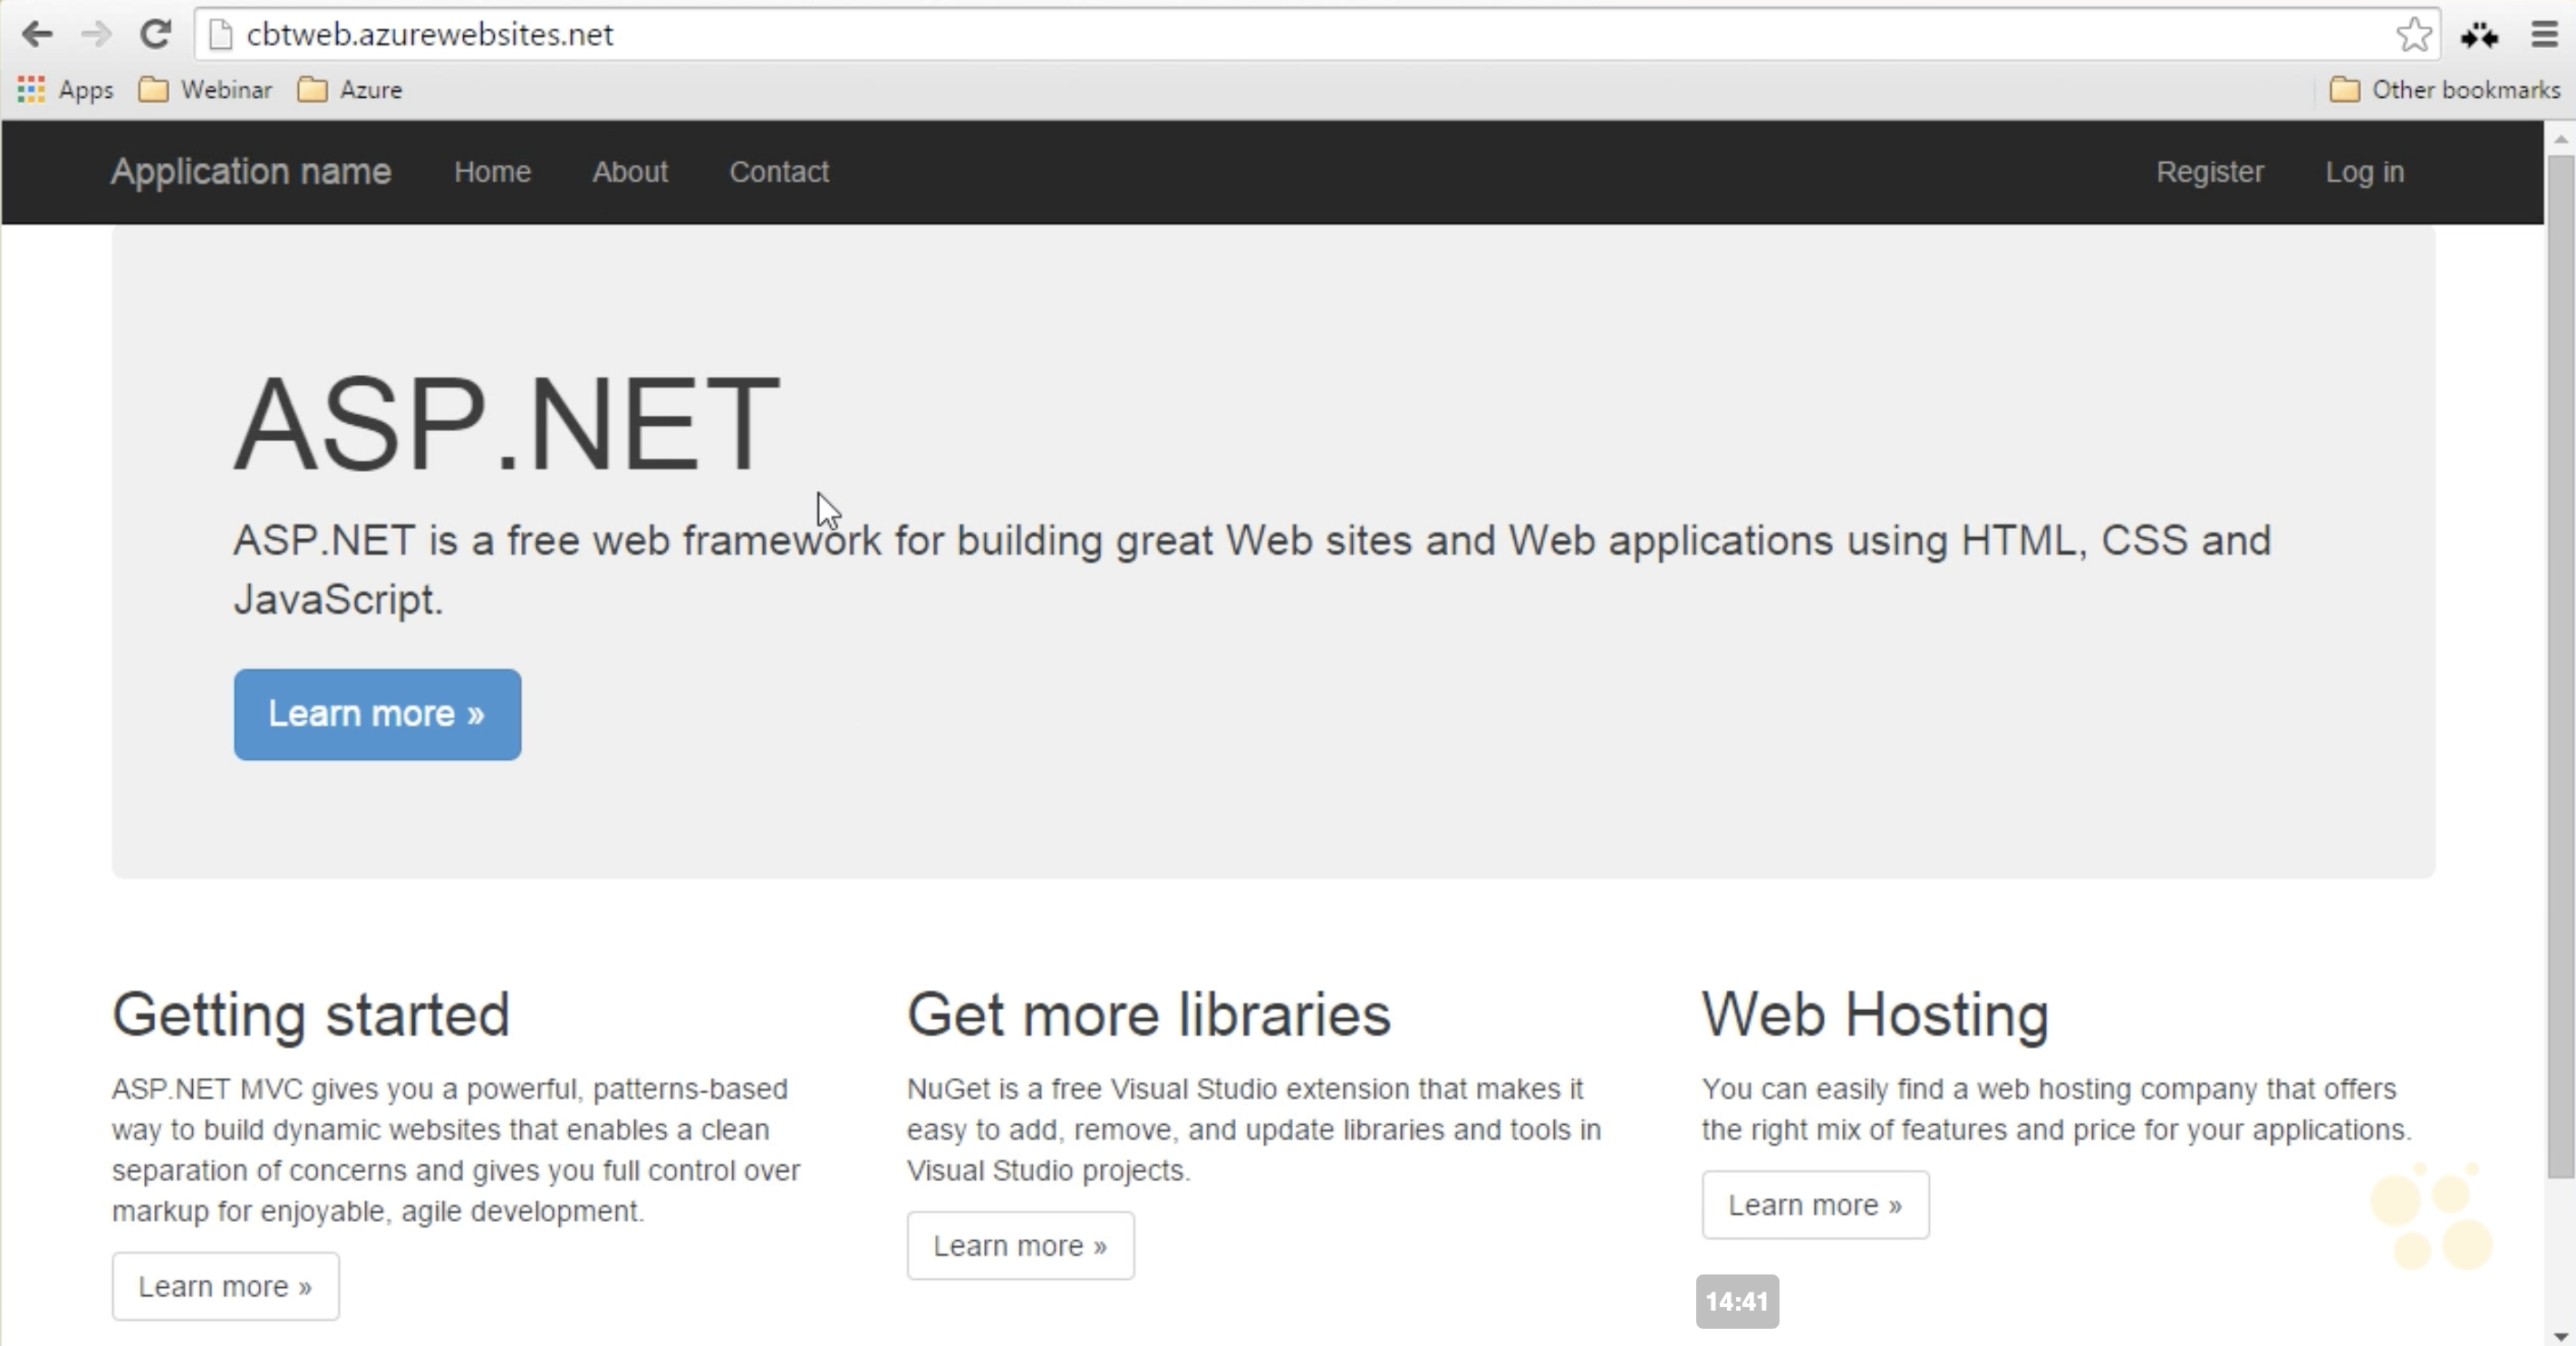 cbtweb.azurewebsites.net
Apps Webinar Azure Other bookmarks
Application name Home About Contact Register Log in
ASP.NET
ASP.NET is a free web framework for building great Web sites and Web applications using HTML, CSS and
JavaScript.
Learn more »
Getting started
ASP.NET MVC gives you a powerful, patterns-based
way to build dynamic websites that enables a clean
separation of concerns and gives you full control over
markup for enjoyable, agile development.
Learn more »
Get more libraries
NuGet is a free Visual Studio extension that makes it
easy to add, remove, and update libraries and tools in
Visual Studio projects.
Learn more »
Web Hosting
You can easily find a web hosting company that offers
the right mix of features and price for your applications.
Learn more »
14:41